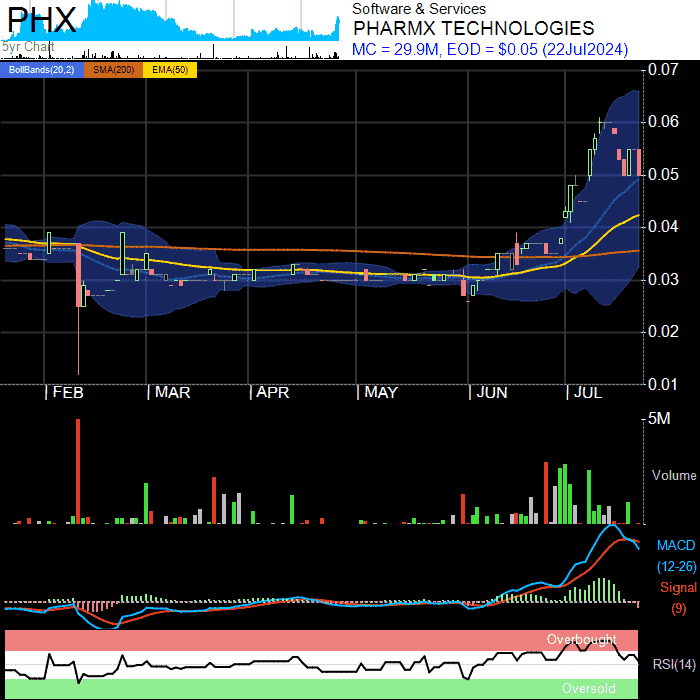 PHX
5yr Chart
Software & Services
PHARMX TECHNOLOGIES
MC = 29.9M, EOD = $0.05 (22Jul2024)
BollBands(20,2) SMA(200) EMA(50)
0.07
0.06
0.05
0.04
0.03
0.02
0.01
FEB MAR APR MAY JUN JUL
5M
Volume
MACD
(12-26)
Signal
(9)
Overbought
RSI(14)
Oversold